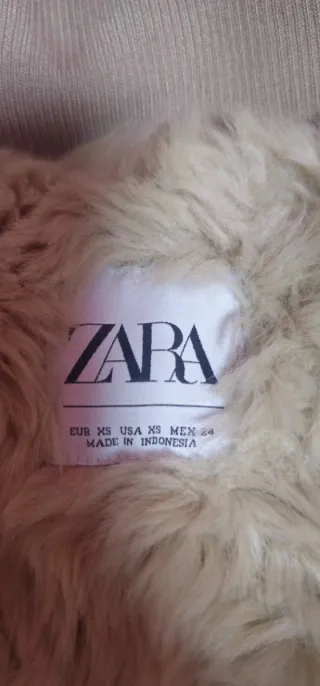 ZARA
EUR XS USA XS MEX 24
MADE IN INDONESIA